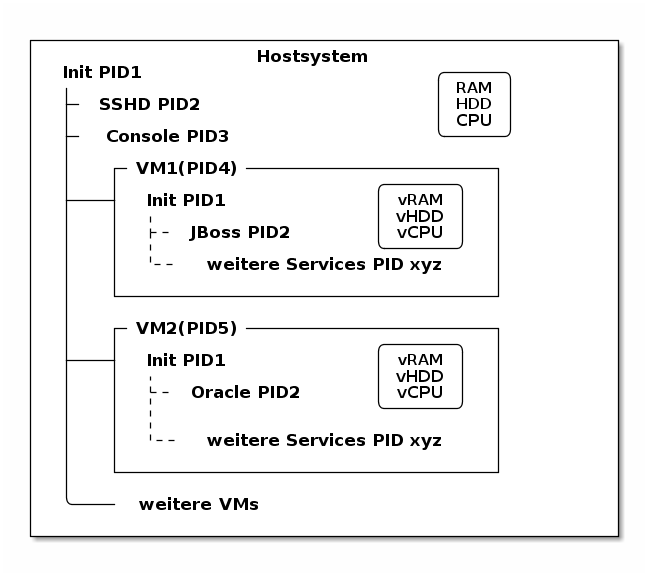 Hostsystem
Init PID1
RAM
HDD
CPU
SSHD PID2
Console PID3
VM1(PID4)
Init PID1
vRAM
vHDD
vCPU
JBoss PID2
weitere Services PID xyz
VM2(PID5)
Init PID1
vRAM
vHDD
vCPU
Oracle PID2
weitere Services PID xyz
weitere VMs